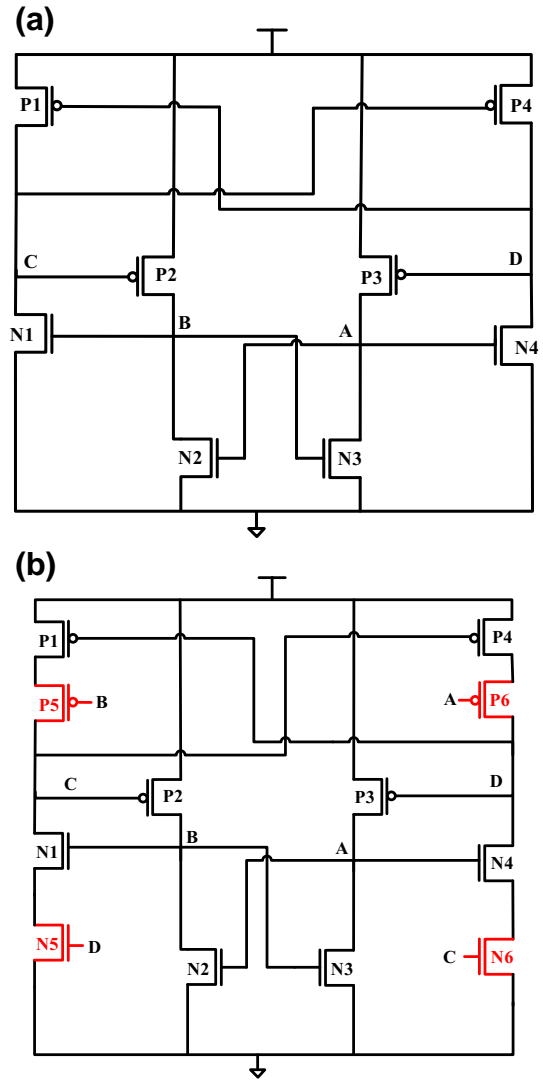 (a)
P1 P4
C P2 P3 D
N1 B A N4
N2 N3
(b)
P1 P4
P5 B A P6
C P2 P3 D
N1 B A N4
N5 D N2 N3 C N6